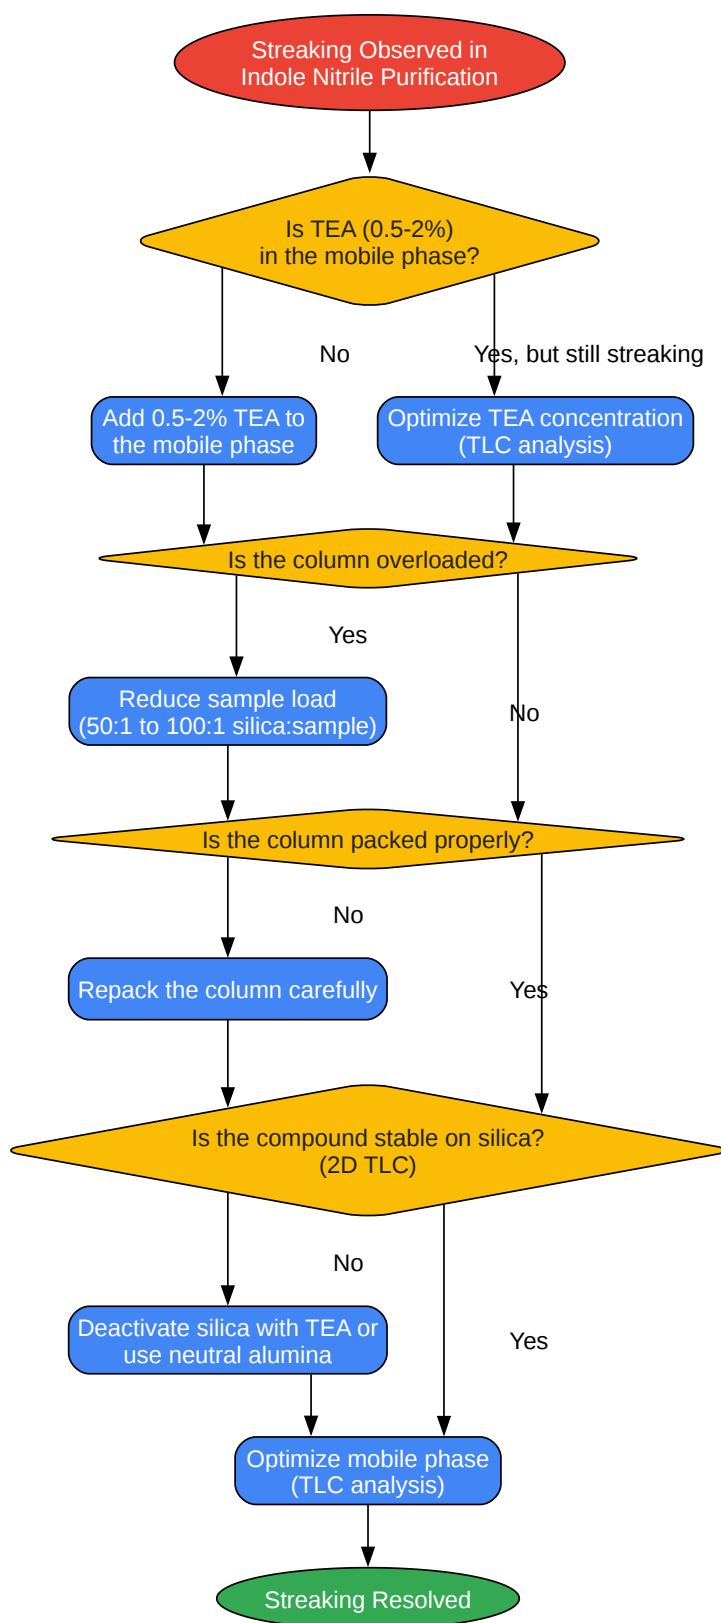 Streaking Observed in
Indole Nitrile Purification
Is TEA (0.5-2%)
in the mobile phase?
No
Yes, but still streaking
Add 0.5-2% TEA to
the mobile phase
Optimize TEA concentration
(TLC analysis)
Is the column overloaded?
Yes
Reduce sample load
(50:1 to 100:1 silica:sample)
No
Is the column packed properly?
No
Repack the column carefully
Yes
Is the compound stable on silica?
(2D TLC)
No
Deactivate silica with TEA or
use neutral alumina
Yes
Optimize mobile phase
(TLC analysis)
Streaking Resolved